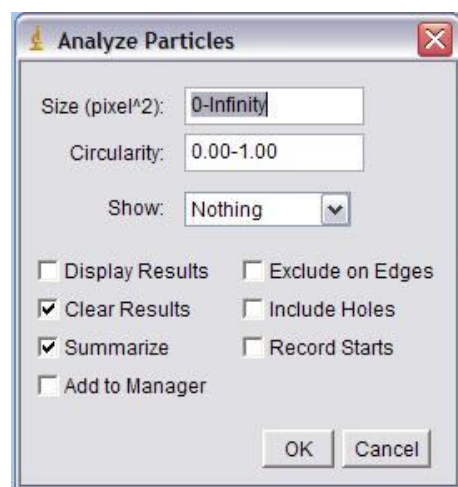 Analyze Particles
Size (pixel^2): 0-Infinity
Circularity: 0.00-1.00
Show: Nothing
Display Results Exclude on Edges
Clear Results Include Holes
Summarize Record Starts
Add to Manager
OK Cancel